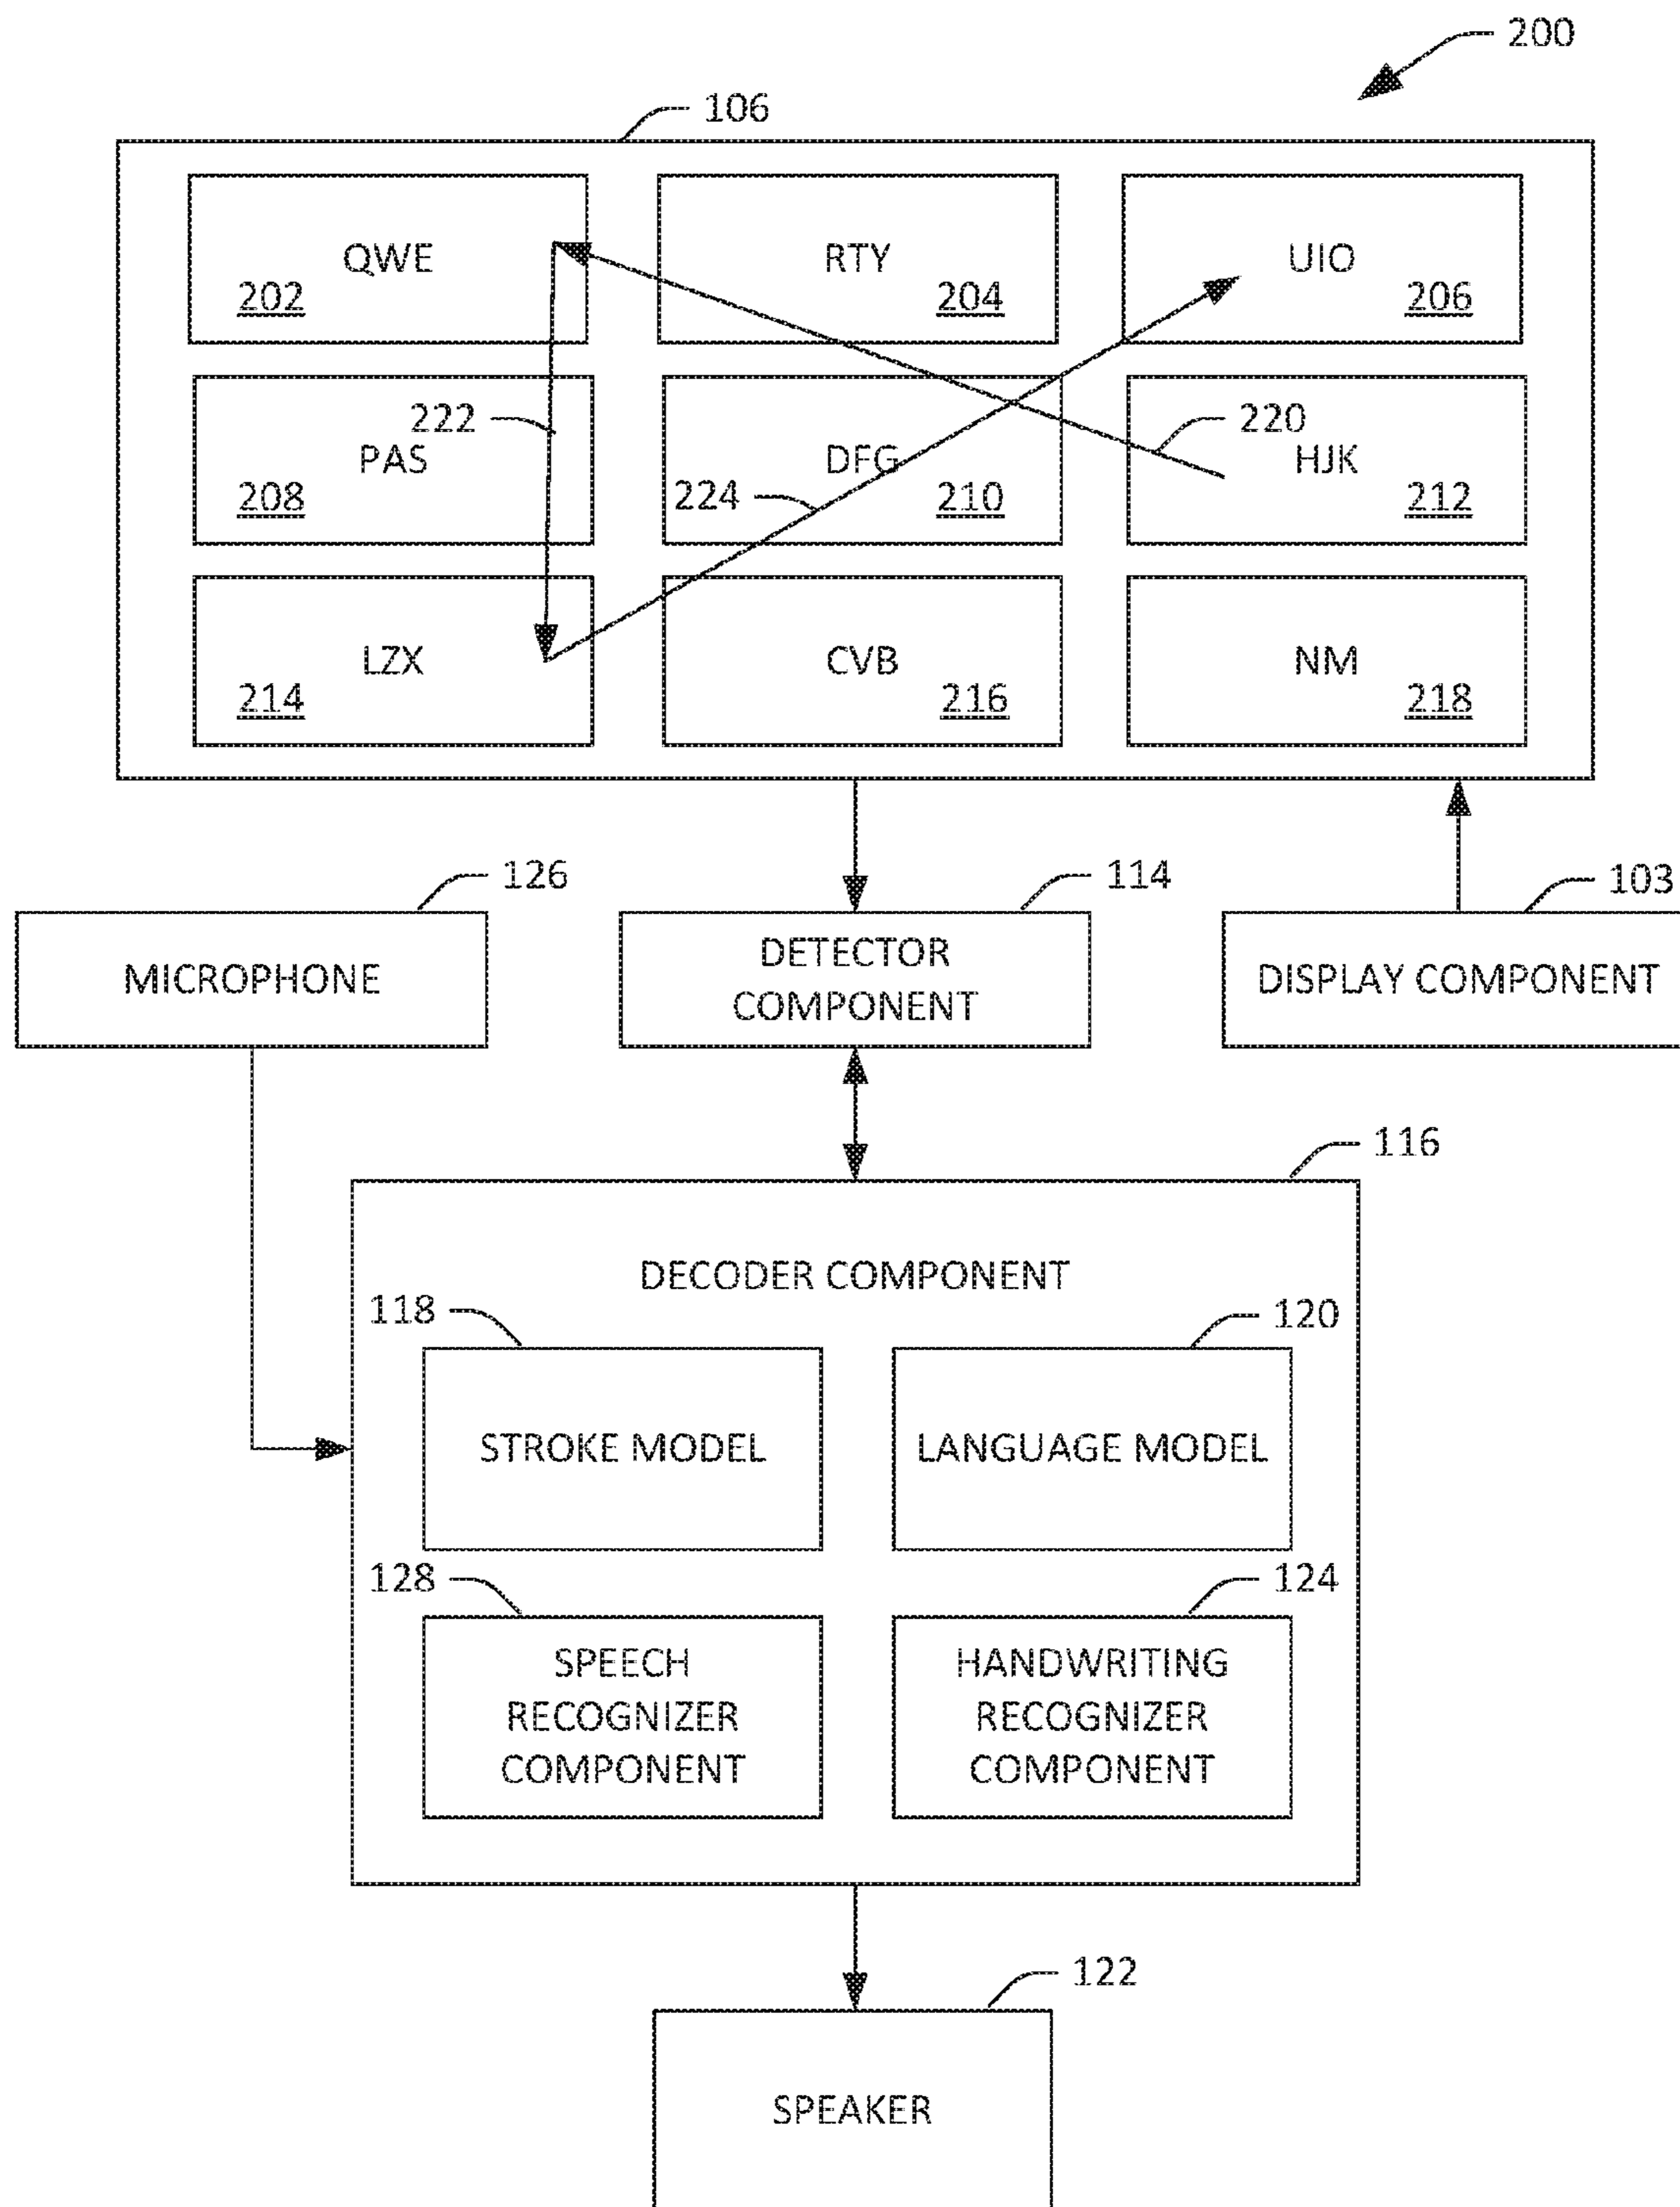 200
106
QWE
202
RTY
204
UIO
206
222
PAS
208
DFG
224
210
220
HJK
212
LZX
214
CVB
216
NM
218
126
114
103
MICROPHONE
DETECTOR
COMPONENT
DISPLAY COMPONENT
116
DECODER COMPONENT
118
120
STROKE MODEL
LANGUAGE MODEL
128
124
SPEECH
RECOGNIZER
COMPONENT
HANDWRITING
RECOGNIZER
COMPONENT
122
SPEAKER